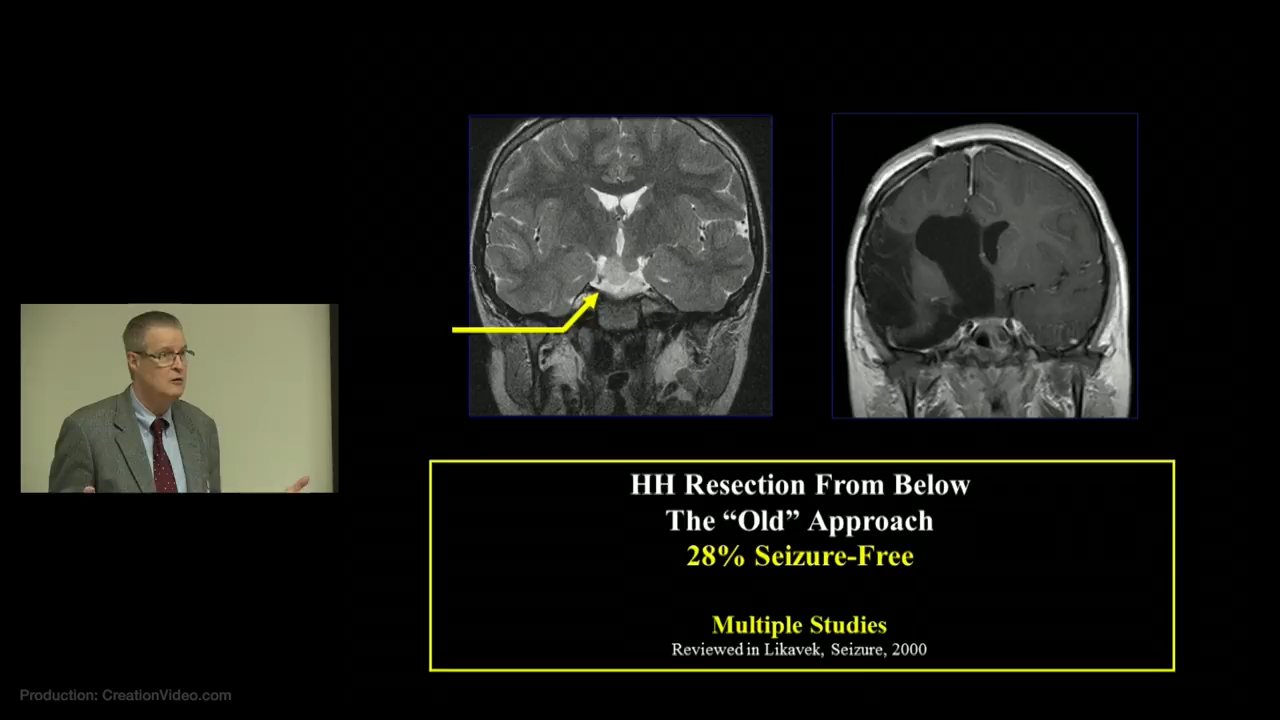 HH Resection From Below
The “Old” Approach
28% Seizure-Free
Multiple Studies
Reviewed in Likavek, Seizure, 2000
Production: CreationVideo.com